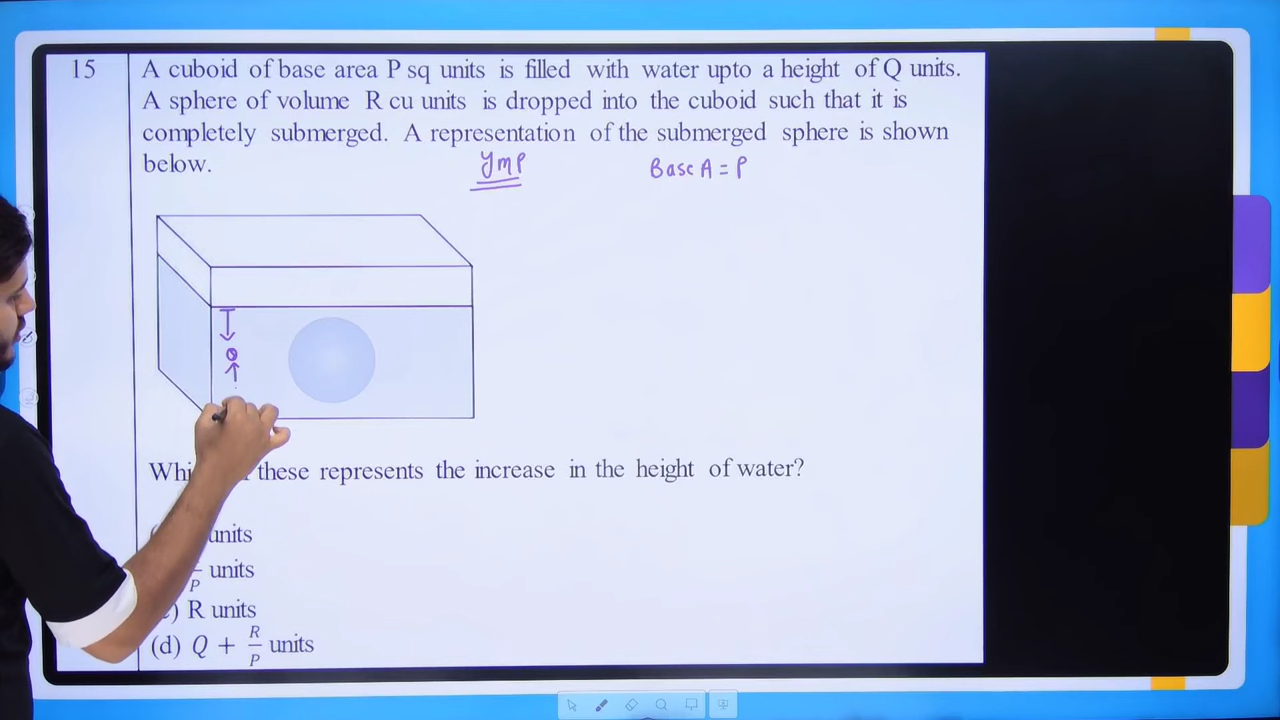 15
A cuboid of base area P sq units is filled with water upto a height of Q units.
A sphere of volume R cu units is dropped into the cuboid such that it is
completely submerged. A representation of the submerged sphere is shown
below.
Imp
Base A = P
Q
these represents the increase in the height of water?
units
P units
R units
(d) Q + R/P units